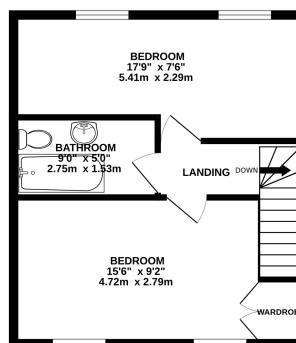 BEDROOM
17'9" x 7'6"
5.41m x 2.29m
BATHROOM
9'0" x 5'0"
2.75m x 1.53m
LANDING
DOWN
BEDROOM
15'6" x 9'2"
4.72m x 2.79m
WARDROB